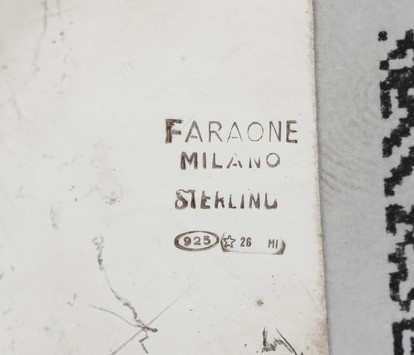 FARAONE
MILANO
STERLING
925 ☆ 26 MI